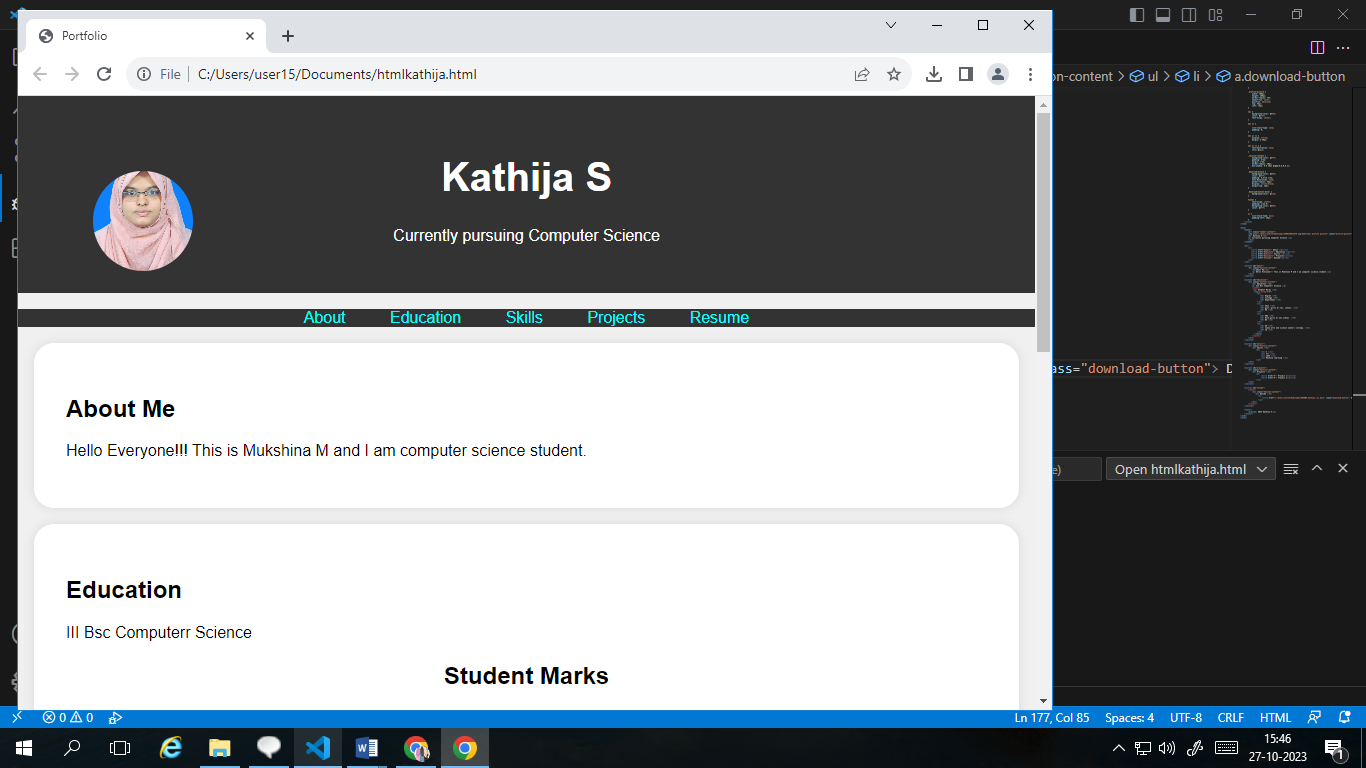 Portfolio
File
C:/Users/user15/Documents/htmlkathija.html
on-content > ul > li > a.download-button
Kathija S
Currently pursuing Computer Science
About Education Skills Projects Resume
ass="download-button"> D
About Me
Hello Everyone!!! This is Mukshina M and I am computer science student.
e)
Open htmlkathija.html
Education
III Bsc Computerr Science
Student Marks
0 0
Ln 177, Col 85 Spaces: 4 UTF-8 CRLF HTML
15:46
27-10-2023
1